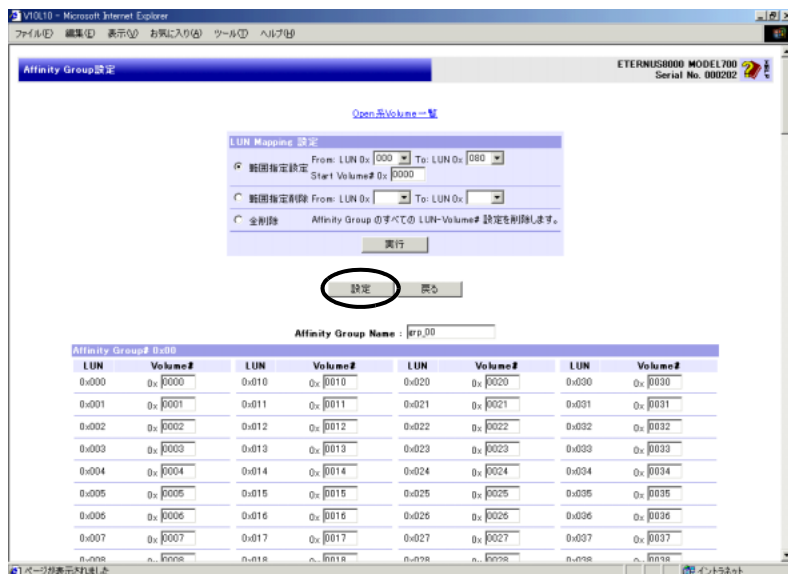 V10L10 - Microsoft Internet Explorer
ファイル(F) 編集(E) 表示(V) お気に入り(A) ツール(T) ヘルプ(H)
Affinity Group設定
ETERNUS8000 MODEL700
Serial No. 000202
Open系Volume一覧
LUN Mapping 設定
範囲指定設定 From: LUN 0x 000 To: LUN 0x 080
Start Volume# 0x 0000
範囲指定削除 From: LUN 0x To: LUN 0x
全削除 Affinity Group のすべての LUN-Volume# 設定を削除します。
実行
設定 戻る
Affinity Group Name : grp_00
Affinity Group# 0x00
LUN Volume# LUN Volume# LUN Volume# LUN Volume#
0x000 0x 0000 0x010 0x 0010 0x020 0x 0020 0x030 0x 0030
0x001 0x 0001 0x011 0x 0011 0x021 0x 0021 0x031 0x 0031
0x002 0x 0002 0x012 0x 0012 0x022 0x 0022 0x032 0x 0032
0x003 0x 0003 0x013 0x 0013 0x023 0x 0023 0x033 0x 0033
0x004 0x 0004 0x014 0x 0014 0x024 0x 0024 0x034 0x 0034
0x005 0x 0005 0x015 0x 0015 0x025 0x 0025 0x035 0x 0035
0x006 0x 0006 0x016 0x 0016 0x026 0x 0026 0x036 0x 0036
0x007 0x 0007 0x017 0x 0017 0x027 0x 0027 0x037 0x 0037
0x008 0x 0008 0x018 0x 0018 0x028 0x 0028 0x038 0x 0038
ページが表示されました イントラネット